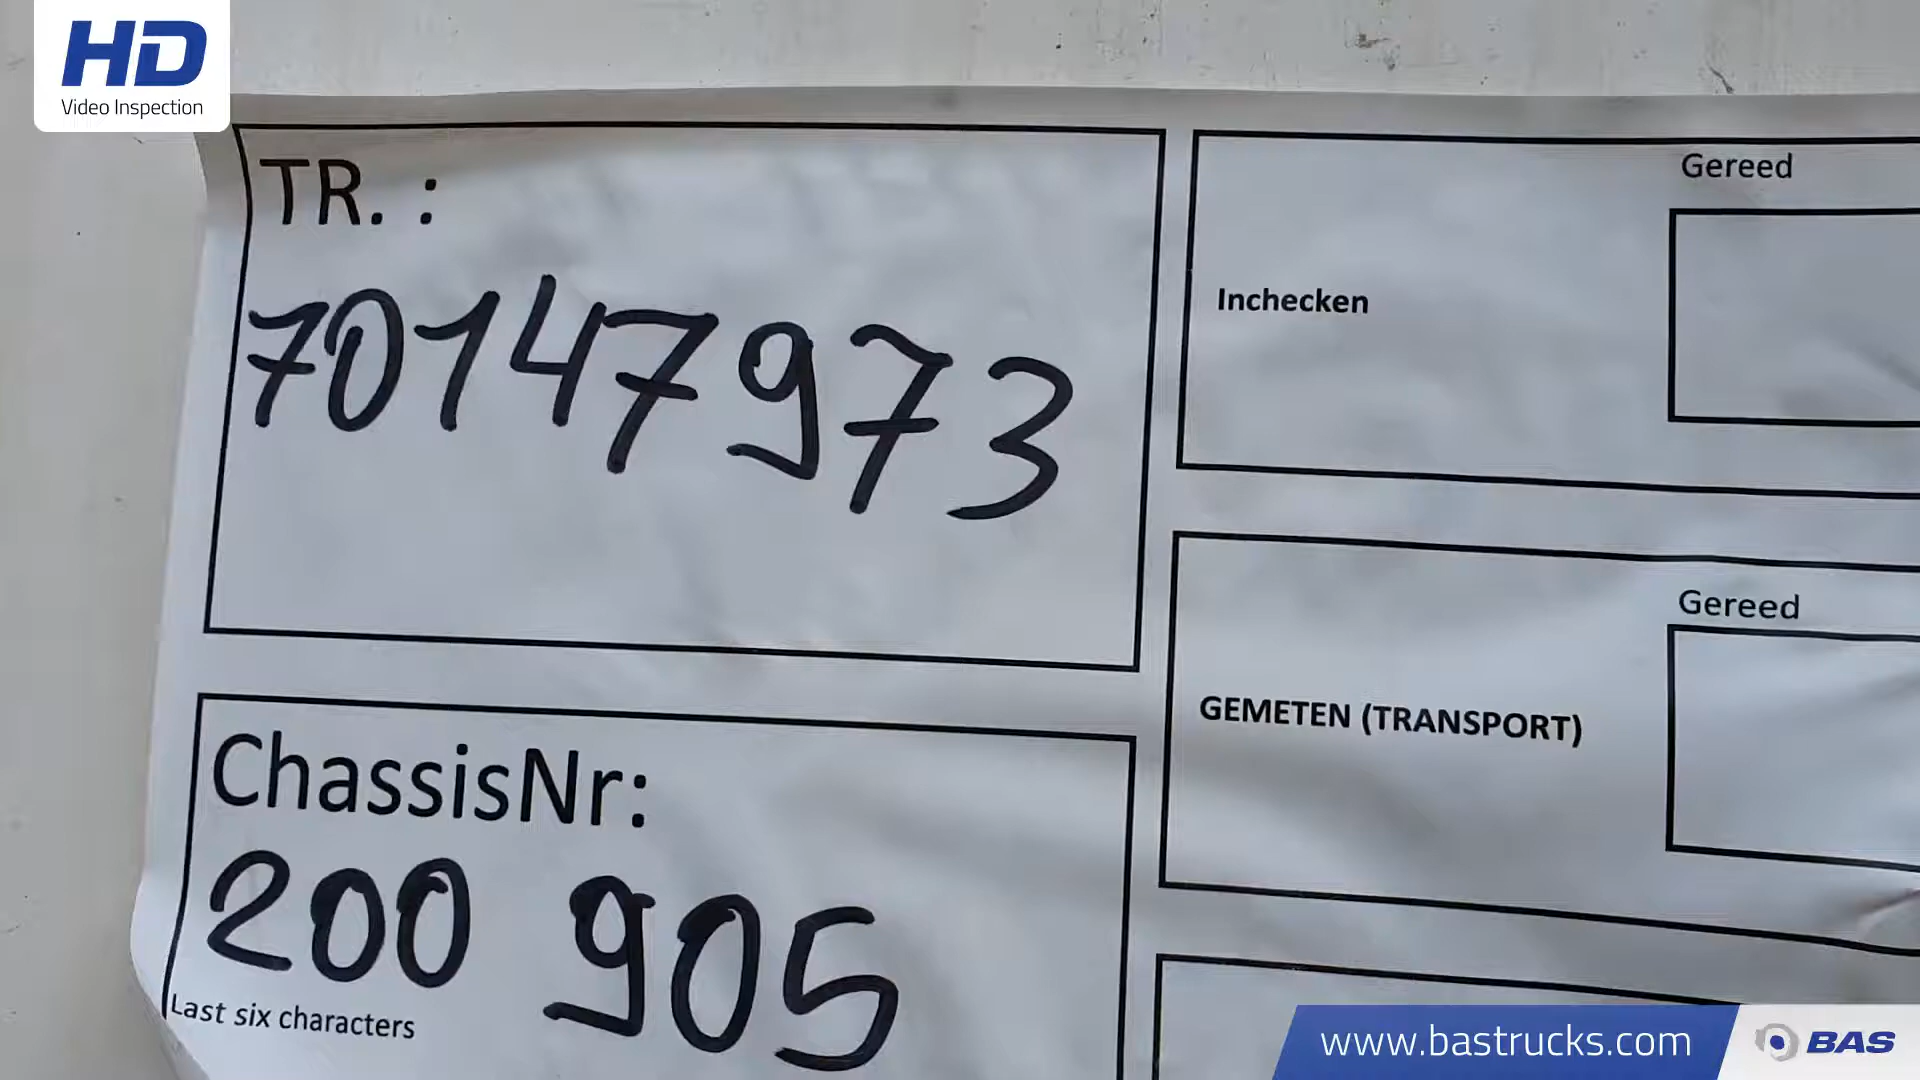 HD
Video Inspection
TR. :
70147973
Gereed
Inchecken
Gereed
GEMETEN (TRANSPORT)
ChassisNr:
200 905
Last six characters
www.bastrucks.com
BAS